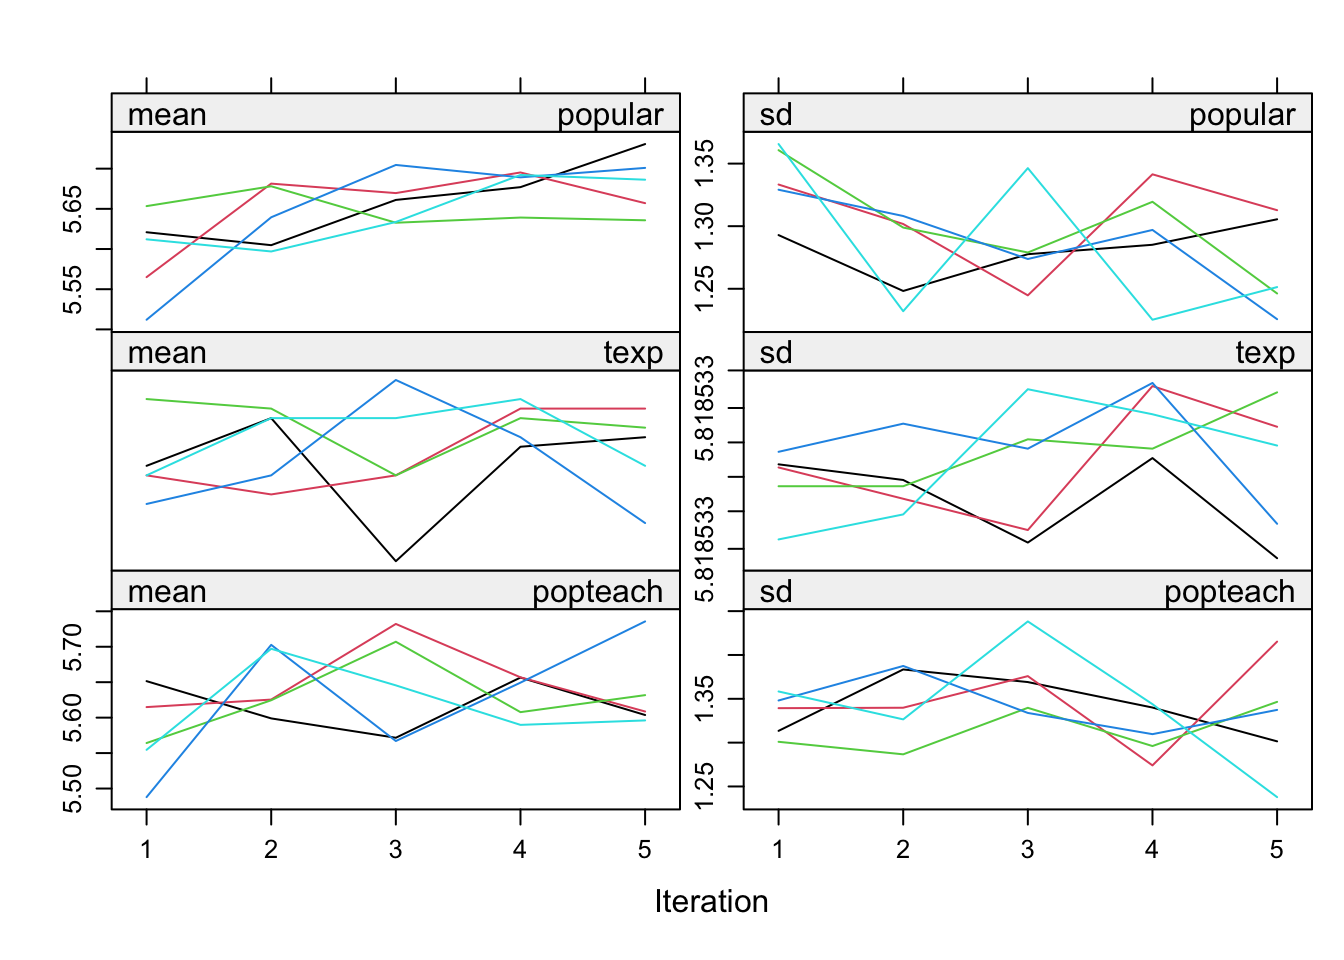 mean popular
sd popular
5.55 5.65
1.25 1.30 1.35
mean texp
sd texp
5.818533 5.818533
mean popteach
sd popteach
5.50 5.60 5.70
1.25 1.35
1 2 3 4 5
1 2 3 4 5
Iteration